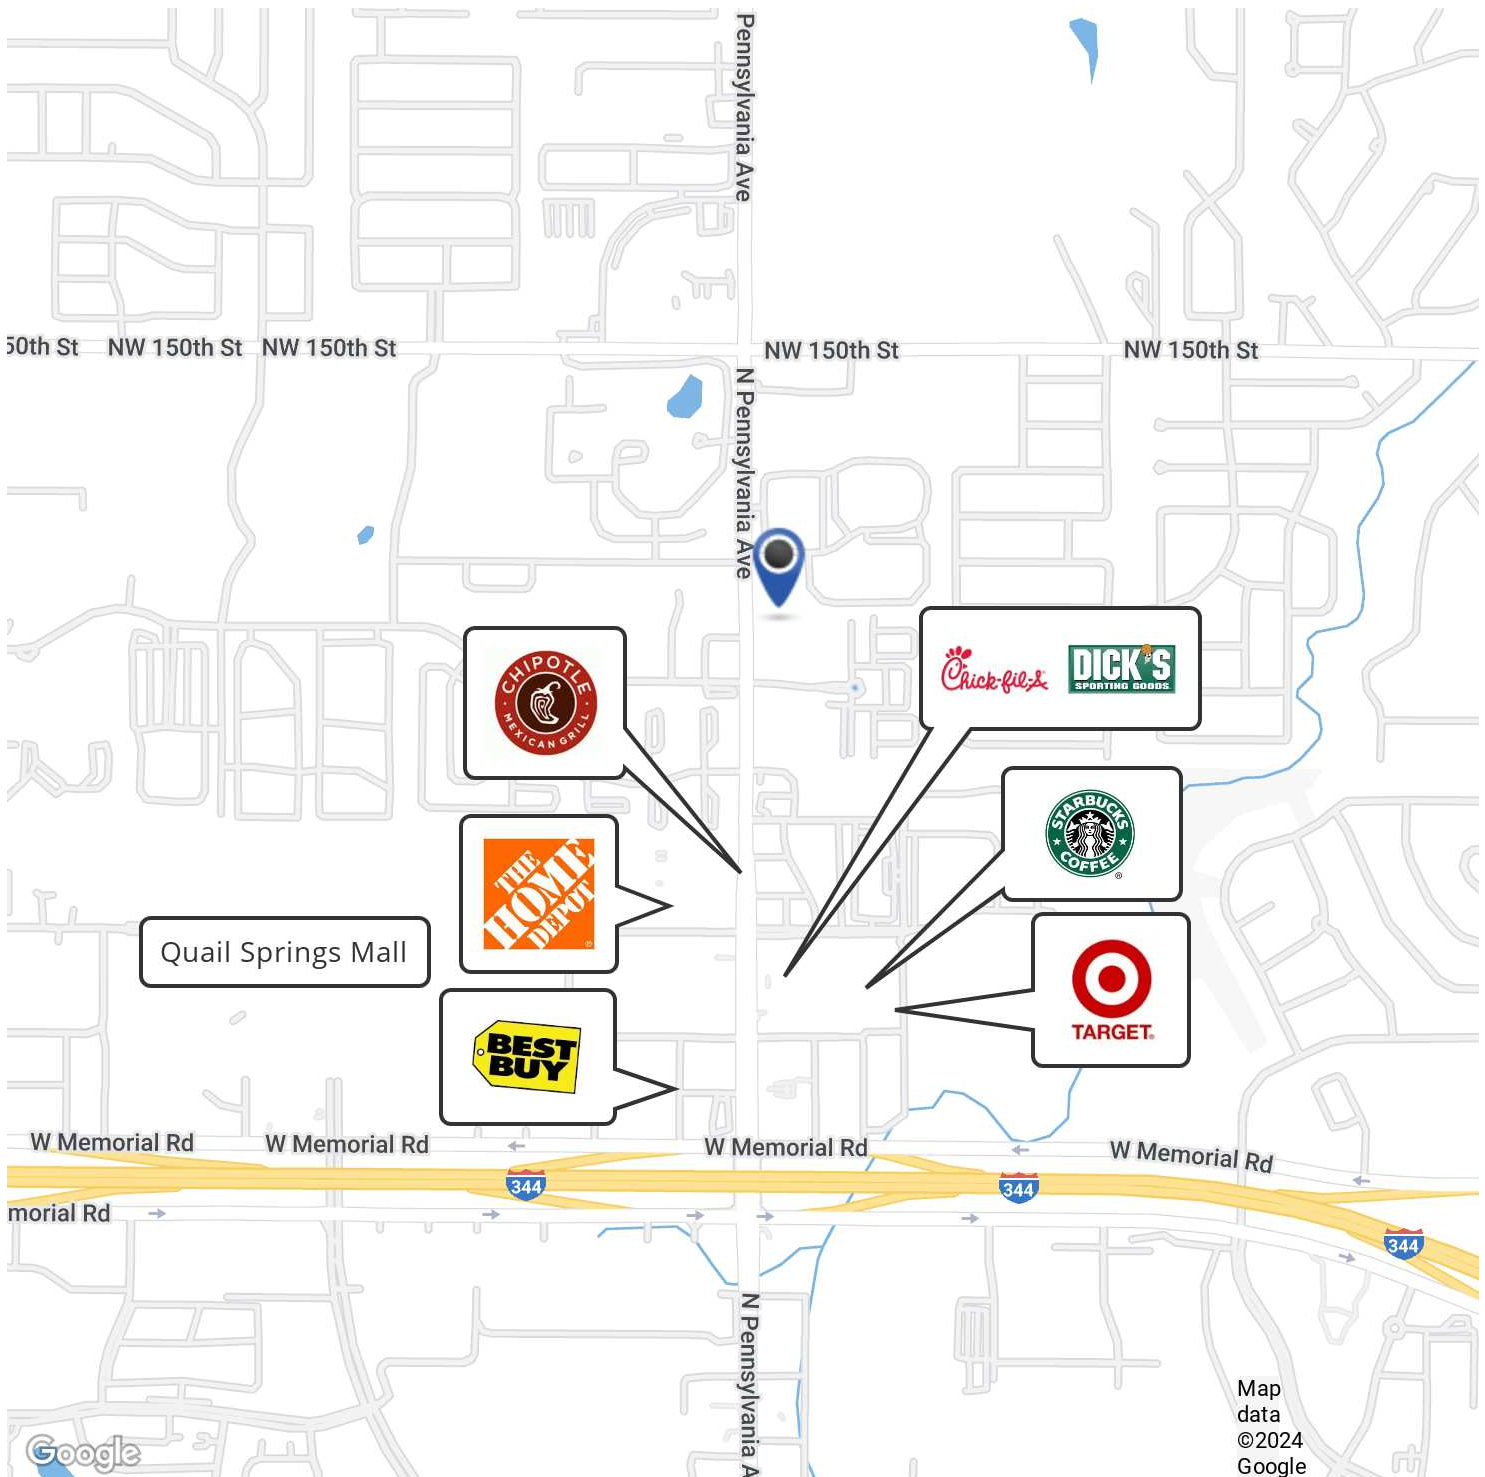 Pennsylvania Ave
50th St
NW 150th St
NW 150th St
NW 150th St
NW 150th St
N Pennsylvania Ave
CHIPOTLE
MEXICAN GRILL
Chick-fil-A
DICK'S
SPORTING GOODS
STARBUCKS
COFFEE
®
THE
HOME
DEPOT
®
Quail Springs Mall
TARGET
BEST
BUY
W Memorial Rd
W Memorial Rd
W Memorial Rd
W Memorial Rd
344
344
344
morial Rd
N Pennsylvania A
Map
data
©2024
Google
Google